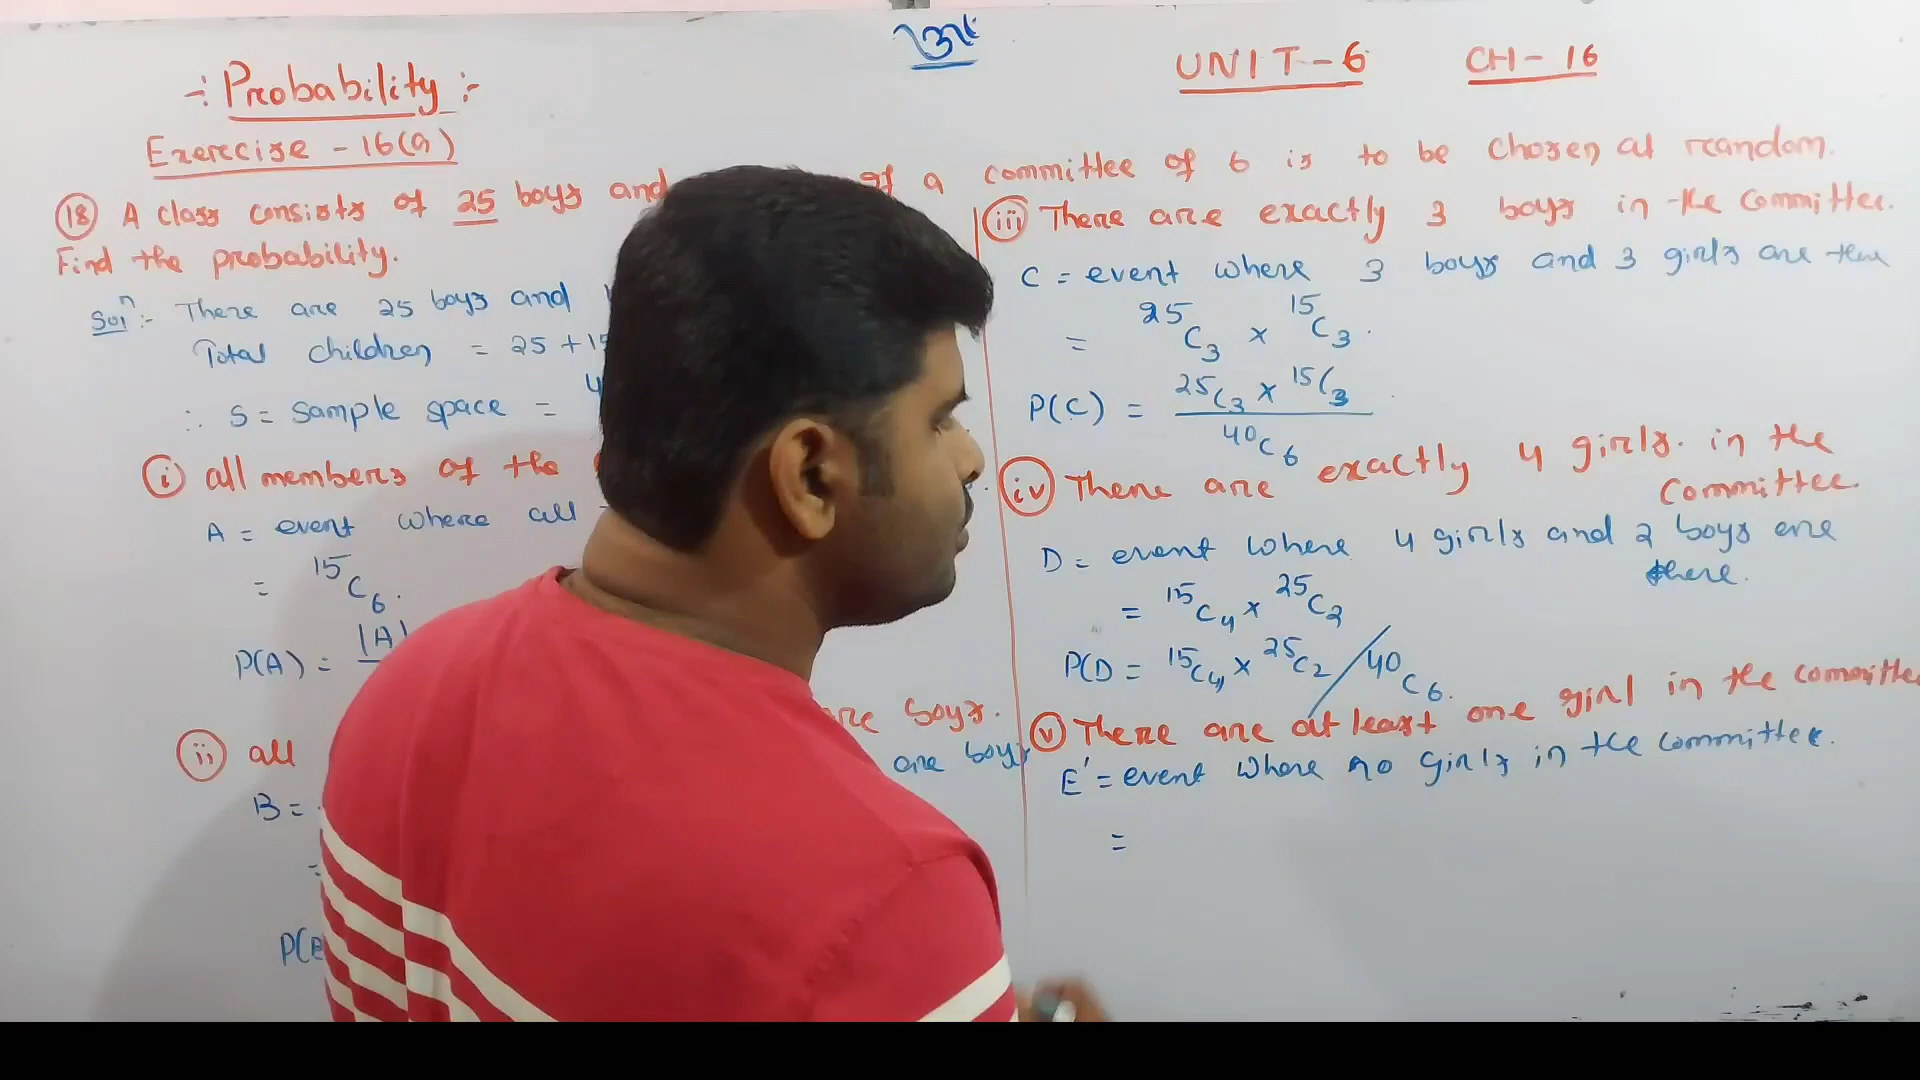 -: Probability :-
UNIT-6 CH-16
Exercise - 16(a)
(18) A class consists of 25 boys and of a committee of 6 is to be chosen at random.
Find the probability.
Solⁿ:- There are 25 boys and
Total children = 25 + 15
∴ S = sample space =
(i) all members of the
A = event where all
= ¹⁵C₆.
P(A) = |A|
(ii) all are boys.
B = are boys
=
P(B
(iii) There are exactly 3 boys in the committee.
C = event where 3 boys and 3 girls are there
= ²⁵C₃ × ¹⁵C₃.
P(C) = ²⁵C₃ × ¹⁵C₃
⁴⁰C₆
(iv) There are exactly 4 girls. in the
committee.
D = event where 4 girls and 2 boys are
there.
= ¹⁵C₄ × ²⁵C₂
P(D = ¹⁵C₄ × ²⁵C₂ / ⁴⁰C₆.
(v) There are at least one girl in the committee
E' = event where no girls in the committee.
=